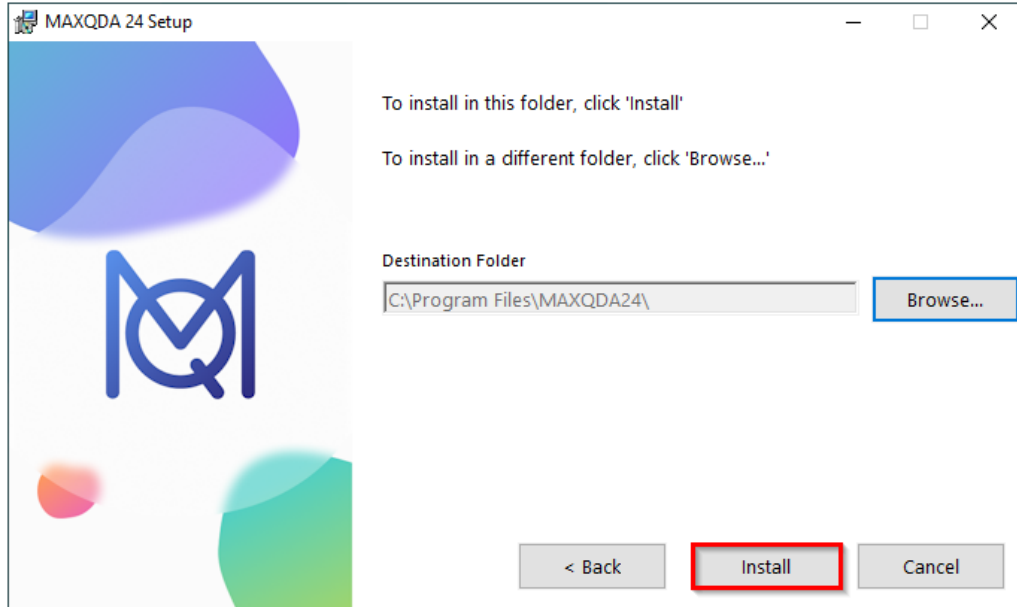 MAXQDA 24 Setup
To install in this folder, click 'Install'
To install in a different folder, click 'Browse...'
Destination Folder
C:\Program Files\MAXQDA24\
Browse...
< Back
Install
Cancel